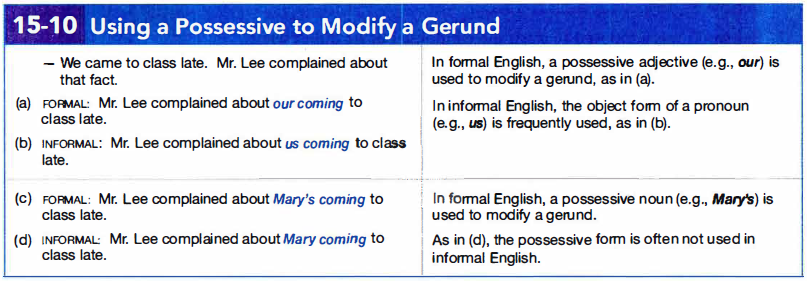 15-10 Using a Possessive to Modify a Gerund
– We came to class late. Mr. Lee complained about
that fact.
(a) FORMAL: Mr. Lee complained about our coming to
class late.
(b) INFORMAL: Mr. Lee complained about us coming to class
late.
In formal English, a possessive adjective (e.g., our) is
used to modify a gerund, as in (a).
In informal English, the object form of a pronoun
(e.g., us) is frequently used, as in (b).
(c) FORMAL: Mr. Lee complained about Mary's coming to
class late.
(d) INFORMAL: Mr. Lee complained about Mary coming to
class late.
In formal English, a possessive noun (e.g., Mary's) is
used to modify a gerund.
As in (d), the possessive form is often not used in
informal English.